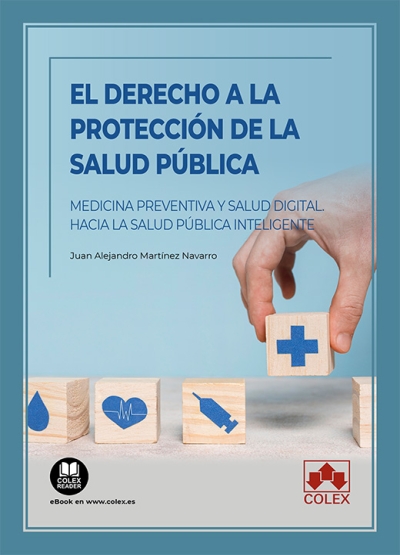 EL DERECHO A LA
PROTECCIÓN DE LA
SALUD PÚBLICA
MEDICINA PREVENTIVA Y SALUD DIGITAL.
HACIA LA SALUD PÚBLICA INTELIGENTE
Juan Alejandro Martínez Navarro
COLEX
READER
eBook en www.colex.es
COLEX